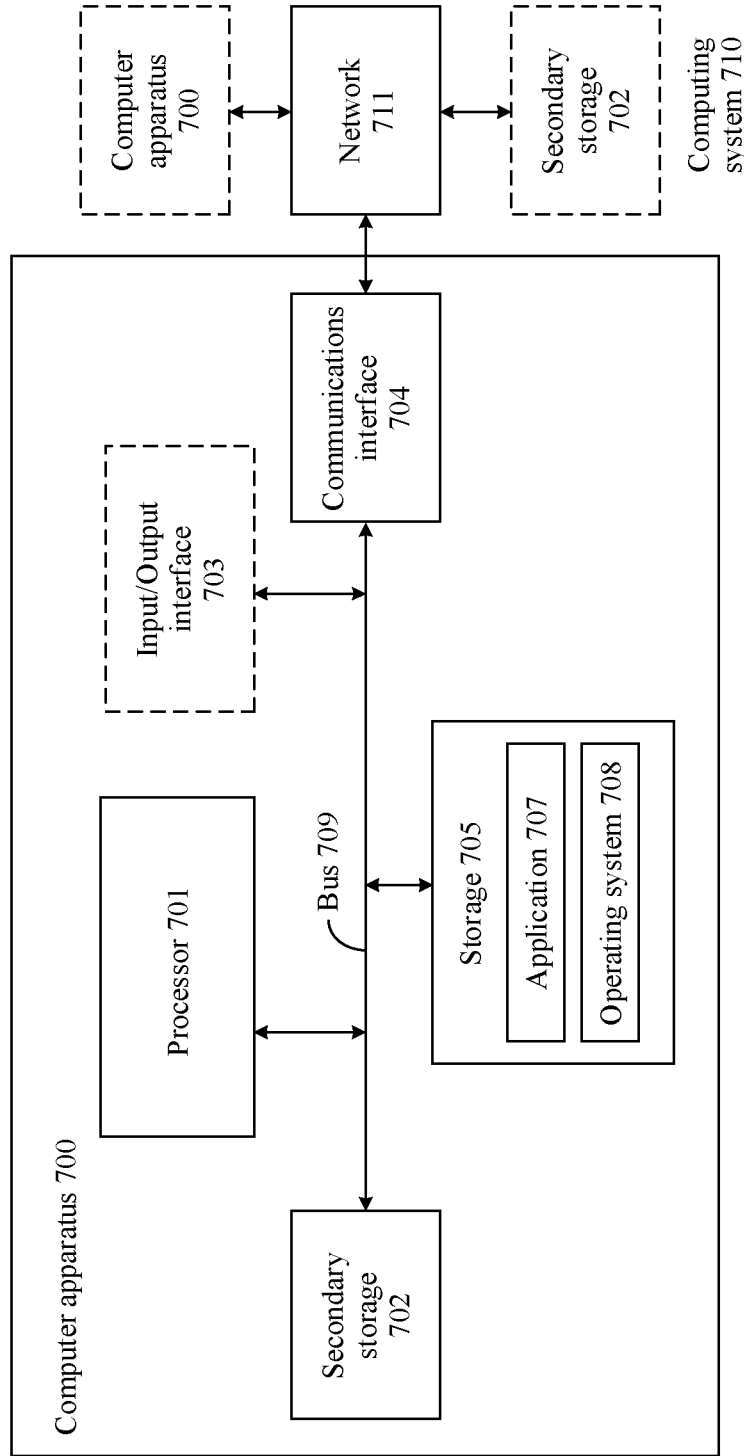 Computer apparatus 700
Processor 701
Input/Output
interface
703
Bus 709
Secondary
storage
702
Communications
interface
704
Storage 705
Application 707
Operating system 708
Computer
apparatus
700
Network
711
Secondary
storage
702
Computing
system 710